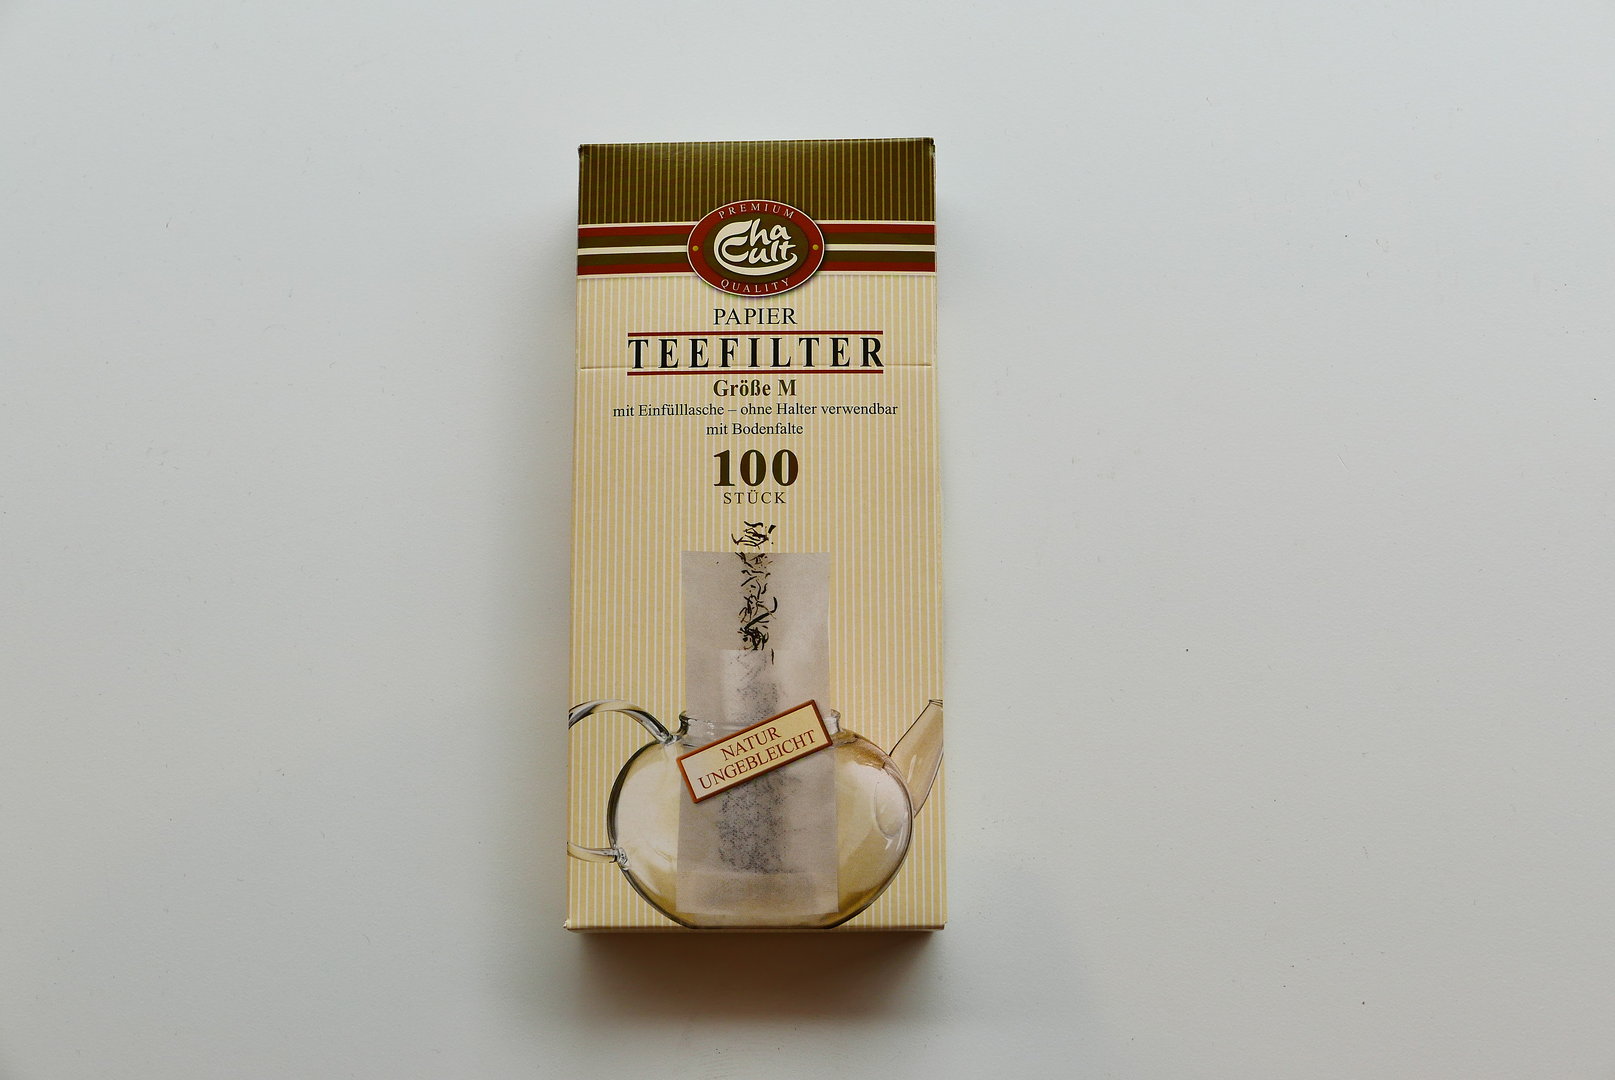 PREMIUM
Cha
Cult
QUALITY
PAPIER
TEEFILTER
Größe M
mit Einfülllasche – ohne Halter verwendbar
mit Bodenfalte
100
STÜCK
NATUR
UNGEBLEICHT